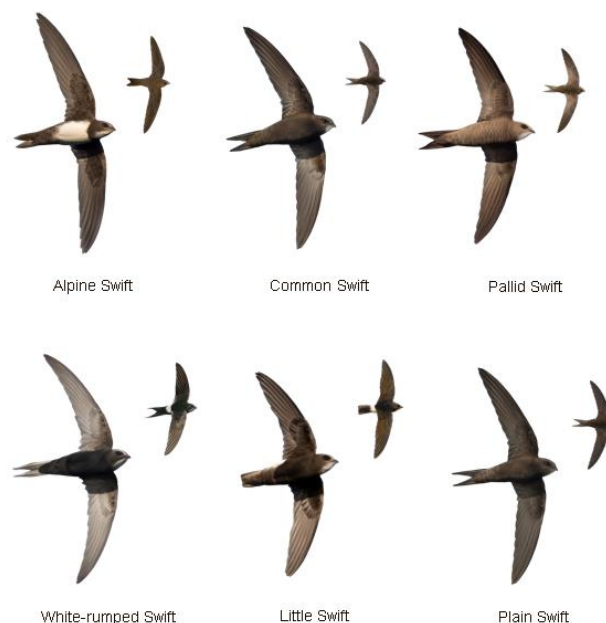 Alpine Swift
Common Swift
Pallid Swift
White-rumped Swift
Little Swift
Plain Swift